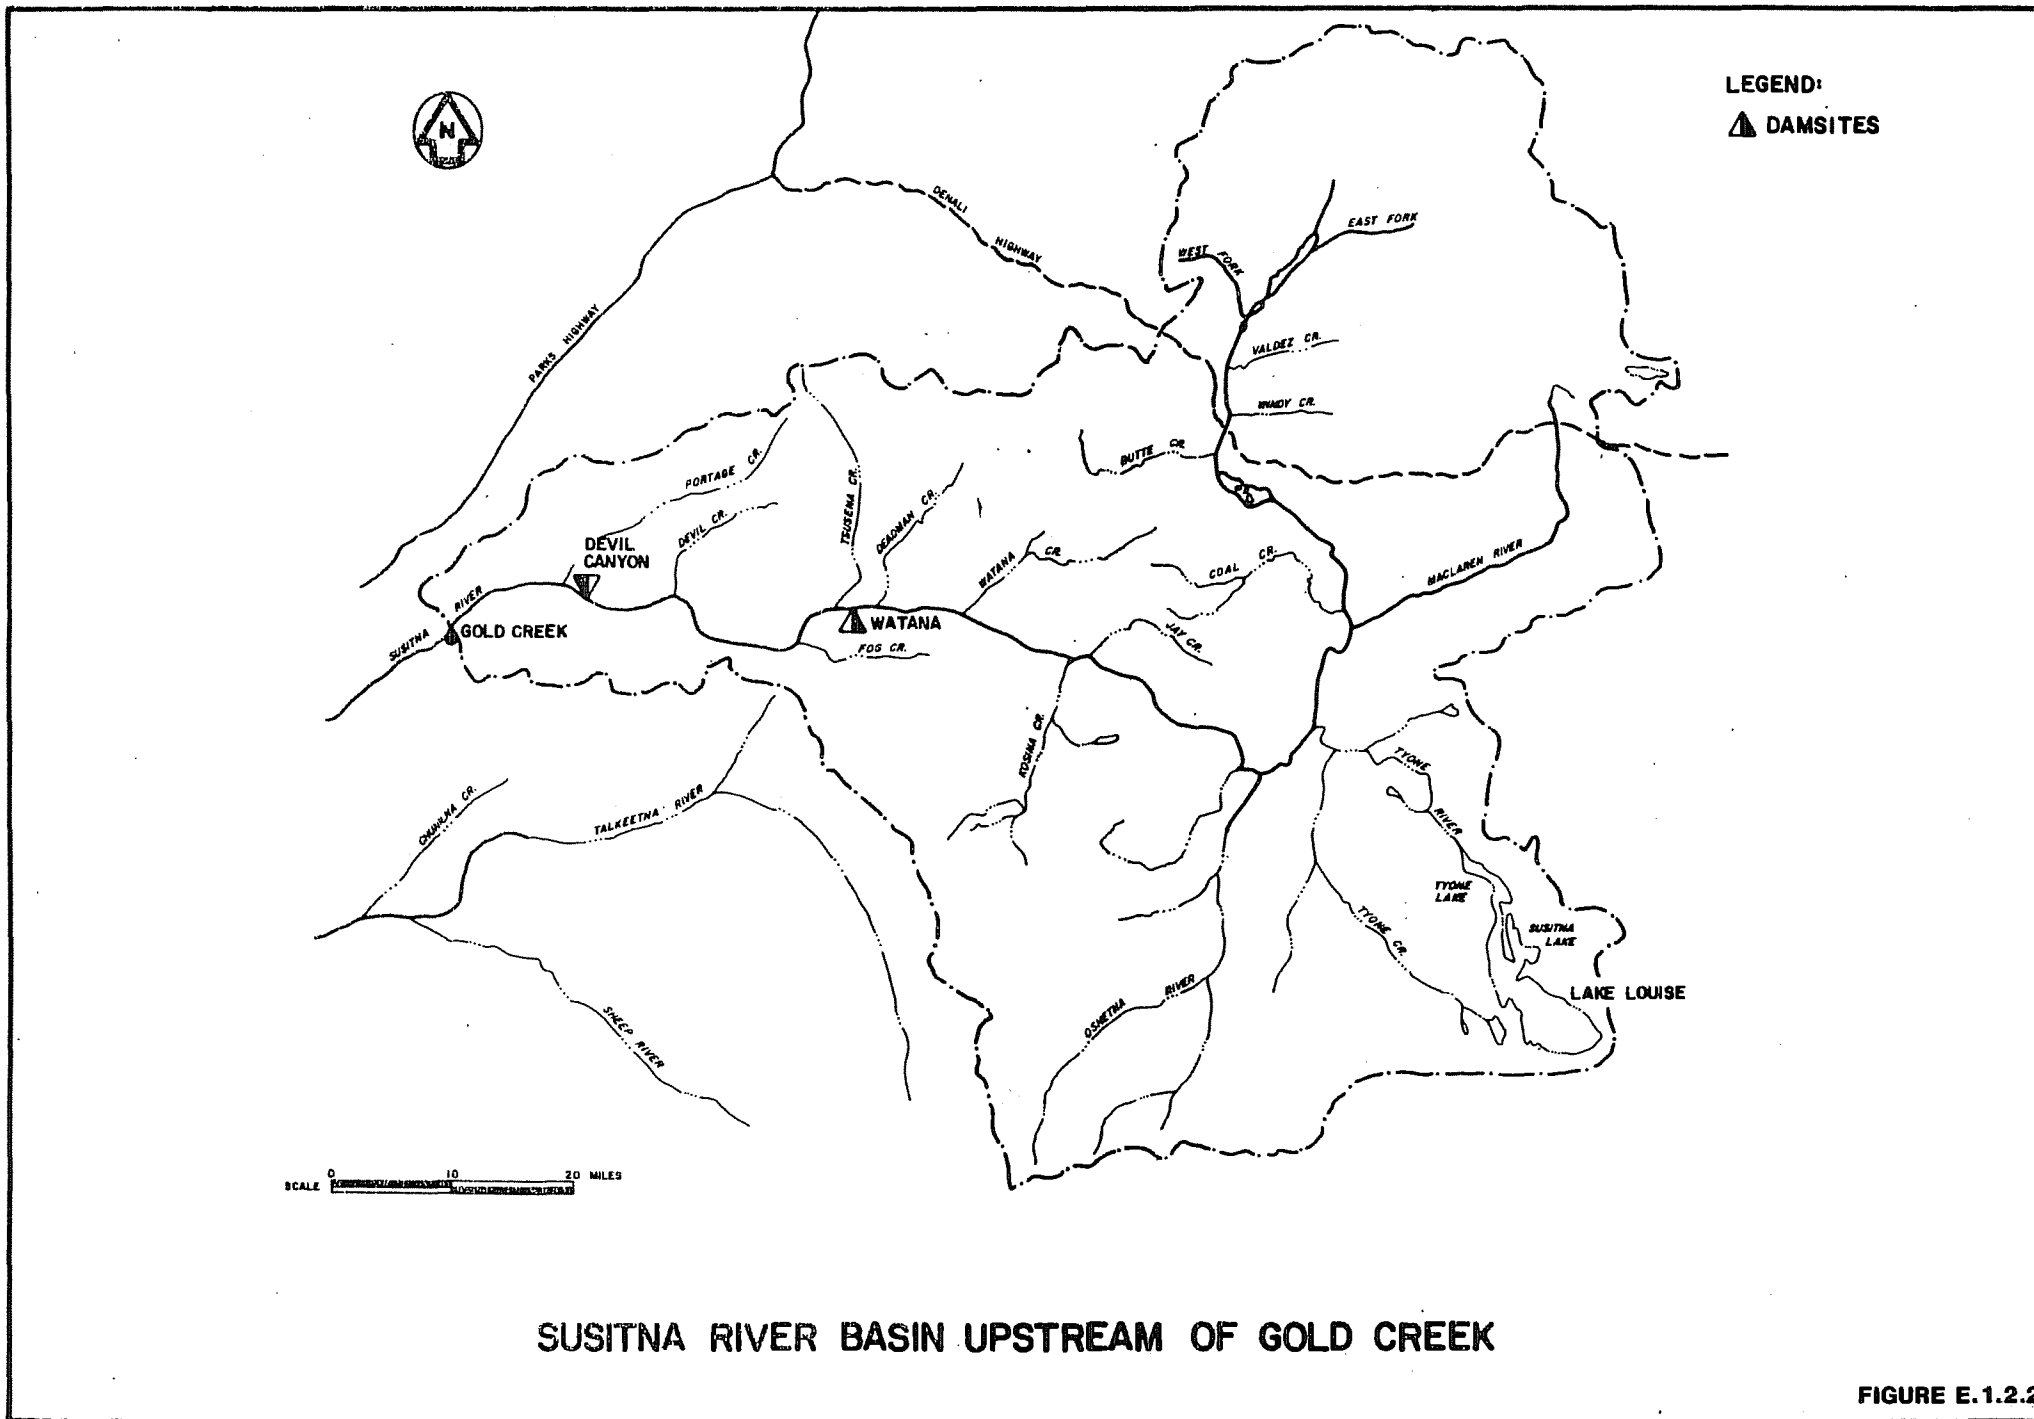 LEGEND:
DAMSITES
N
DENALI
HIGHWAY
EAST FORK
WEST FORK
PARKS HIGHWAY
VALDEZ CR.
WINDY CR.
BUTTE CR.
PORTAGE CR.
TSUSENA CR.
DEADMAN CR.
DEVIL CR.
DEVIL
CANYON
WATANA CR.
COAL CR.
MACLAREN RIVER
SUSITNA RIVER
GOLD CREEK
WATANA
FOG CR.
JAY CR.
KOSINA CR.
TYONE RIVER
CHUNILNA CR.
TALKEETNA RIVER
TYONE
LAKE
TYONE CR.
SUSITNA
LAKE
LAKE LOUISE
OSHETNA RIVER
SHEEP RIVER
SCALE 0 10 20 MILES
SUSITNA RIVER BASIN UPSTREAM OF GOLD CREEK
FIGURE E.1.2.2